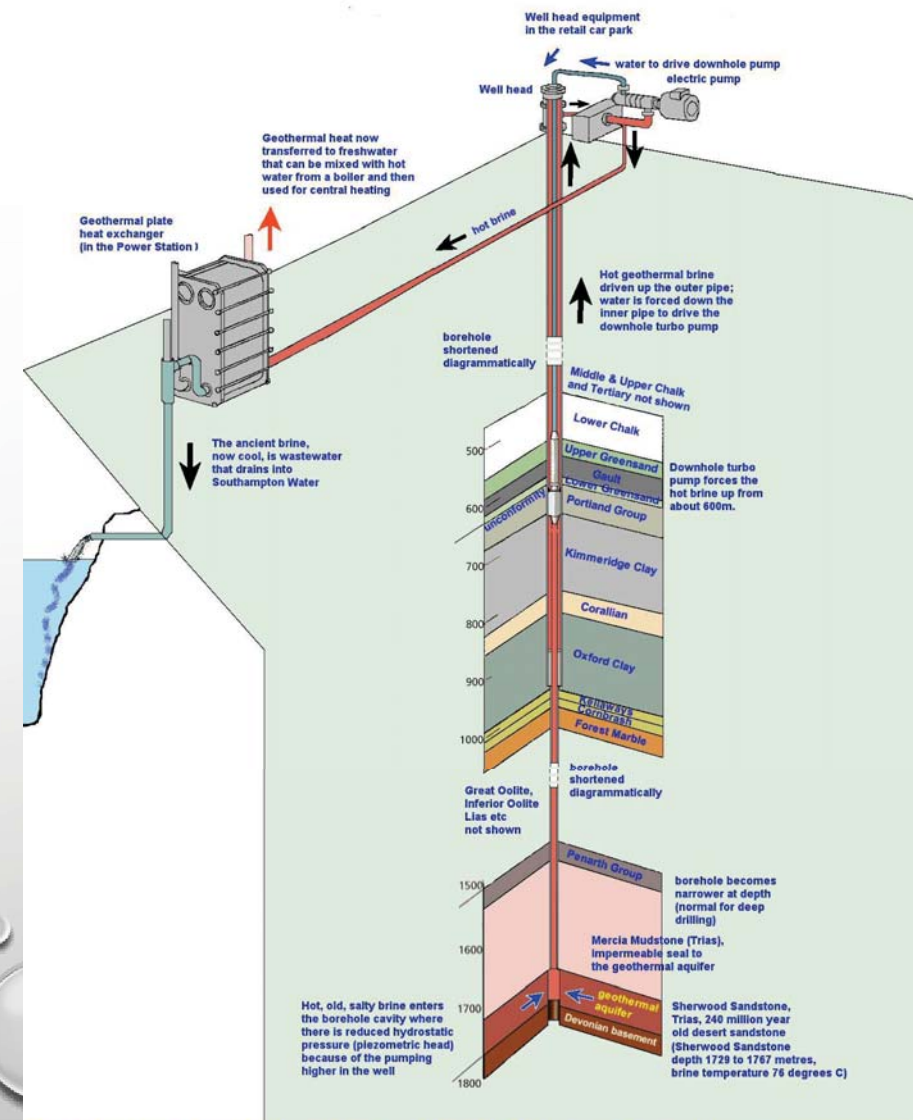 Well head equipment
in the retail car park
water to drive downhole pump
electric pump
Well head
Geothermal heat now
transferred to freshwater
that can be mixed with hot
water from a boiler and then
used for central heating
Geothermal plate
heat exchanger
(in the Power Station)
hot brine
Hot geothermal brine
driven up the outer pipe;
water is forced down the
inner pipe to drive the
downhole turbo pump
borehole
shortened
diagrammatically
Middle & Upper Chalk
and Tertiary not shown
The ancient brine,
now cool, is wastewater
that drains into
Southampton Water
Lower Chalk
500
Upper Greensand
Gault
Lower Greensand
Downhole turbo
pump forces the
hot brine up from
about 600m.
600
unconformity
Portland Group
700
Kimmeridge Clay
Corallian
800
Oxford Clay
900
Kellaways
Cornbrash
Forest Marble
1000
borehole
shortened
diagrammatically
Great Oolite,
Inferior Oolite
Lias etc
not shown
Penarth Group
1500
borehole becomes
narrower at depth
(normal for deep
drilling)
1600
Mercia Mudstone (Trias),
impermeable seal to
the geothermal aquifer
geothermal
aquifer
1700
Devonian basement
Hot, old, salty brine enters
the borehole cavity where
there is reduced hydrostatic
pressure (piezometric head)
because of the pumping
higher in the well
Sherwood Sandstone,
Trias, 240 million year
old desert sandstone
(Sherwood Sandstone
depth 1729 to 1767 metres,
brine temperature 76 degrees C)
1800